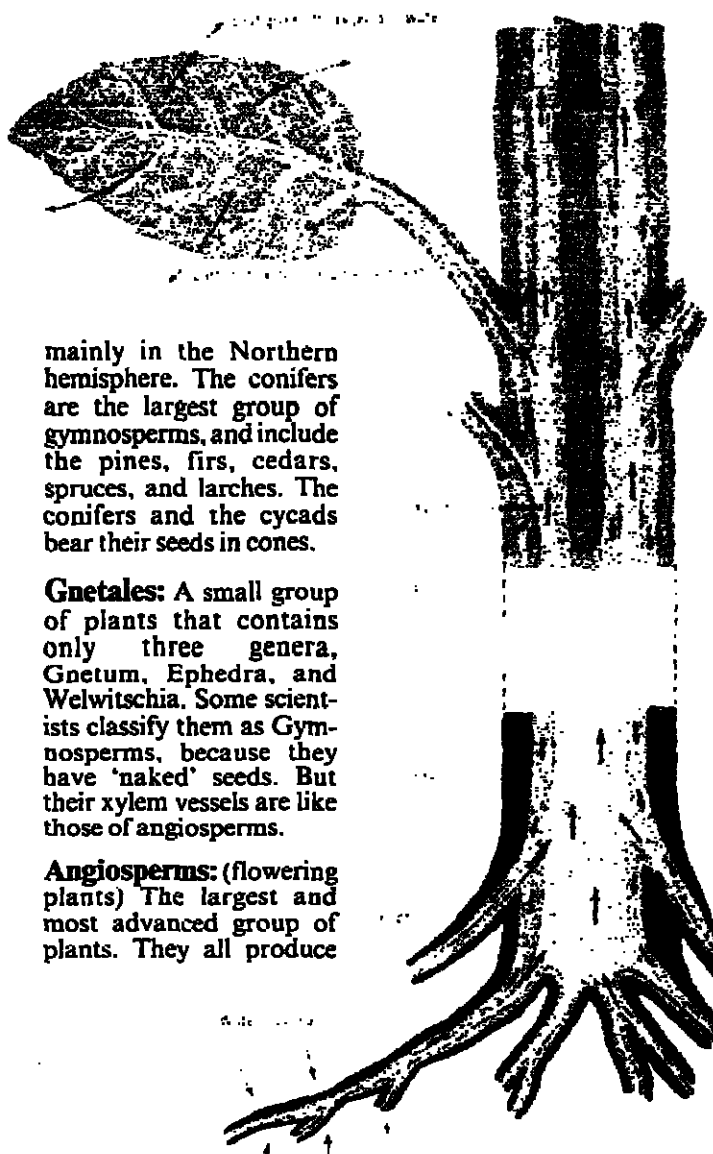 mainly in the Northern
hemisphere. The conifers
are the largest group of
gymnosperms, and include
the pines, firs, cedars,
spruces, and larches. The
conifers and the cycads
bear their seeds in cones.
Gnetales: A small group
of plants that contains
only three genera,
Gnetum, Ephedra, and
Welwitschia. Some scient-
ists classify them as Gym-
nosperms, because they
have 'naked' seeds. But
their xylem vessels are like
those of angiosperms.
Angiosperms: (flowering
plants) The largest and
most advanced group of
plants. They all produce